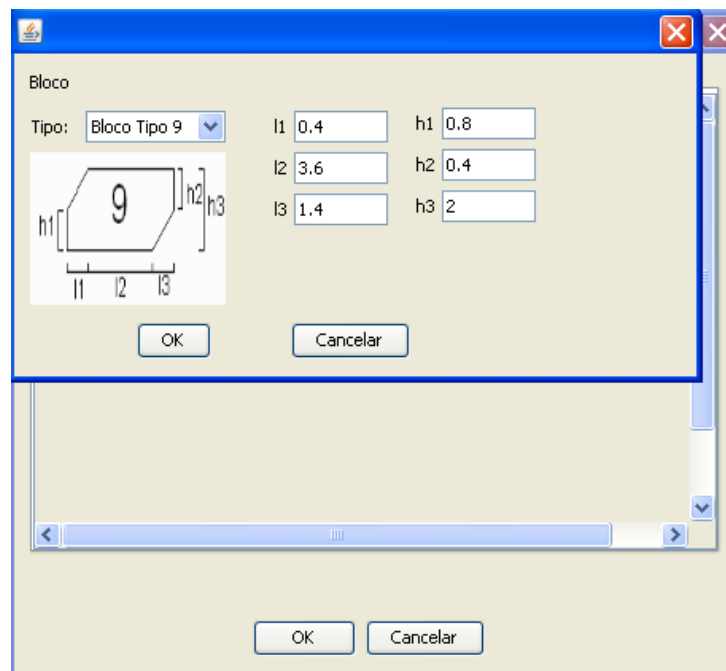 Bloco
Tipo: Bloco Tipo 9
l1 0.4 h1 0.8
l2 3.6 h2 0.4
l3 1.4 h3 2
9
h1 h2 h3
l1 l2 l3
OK Cancelar
OK Cancelar